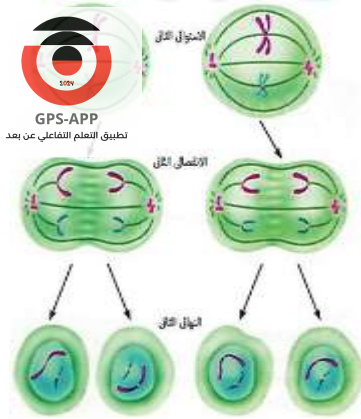 الاستوائي الثاني
2024
GPS-APP
تطبيق التعلم التفاعلي عن بعد
الانفصالي الثاني
النهائي الثاني